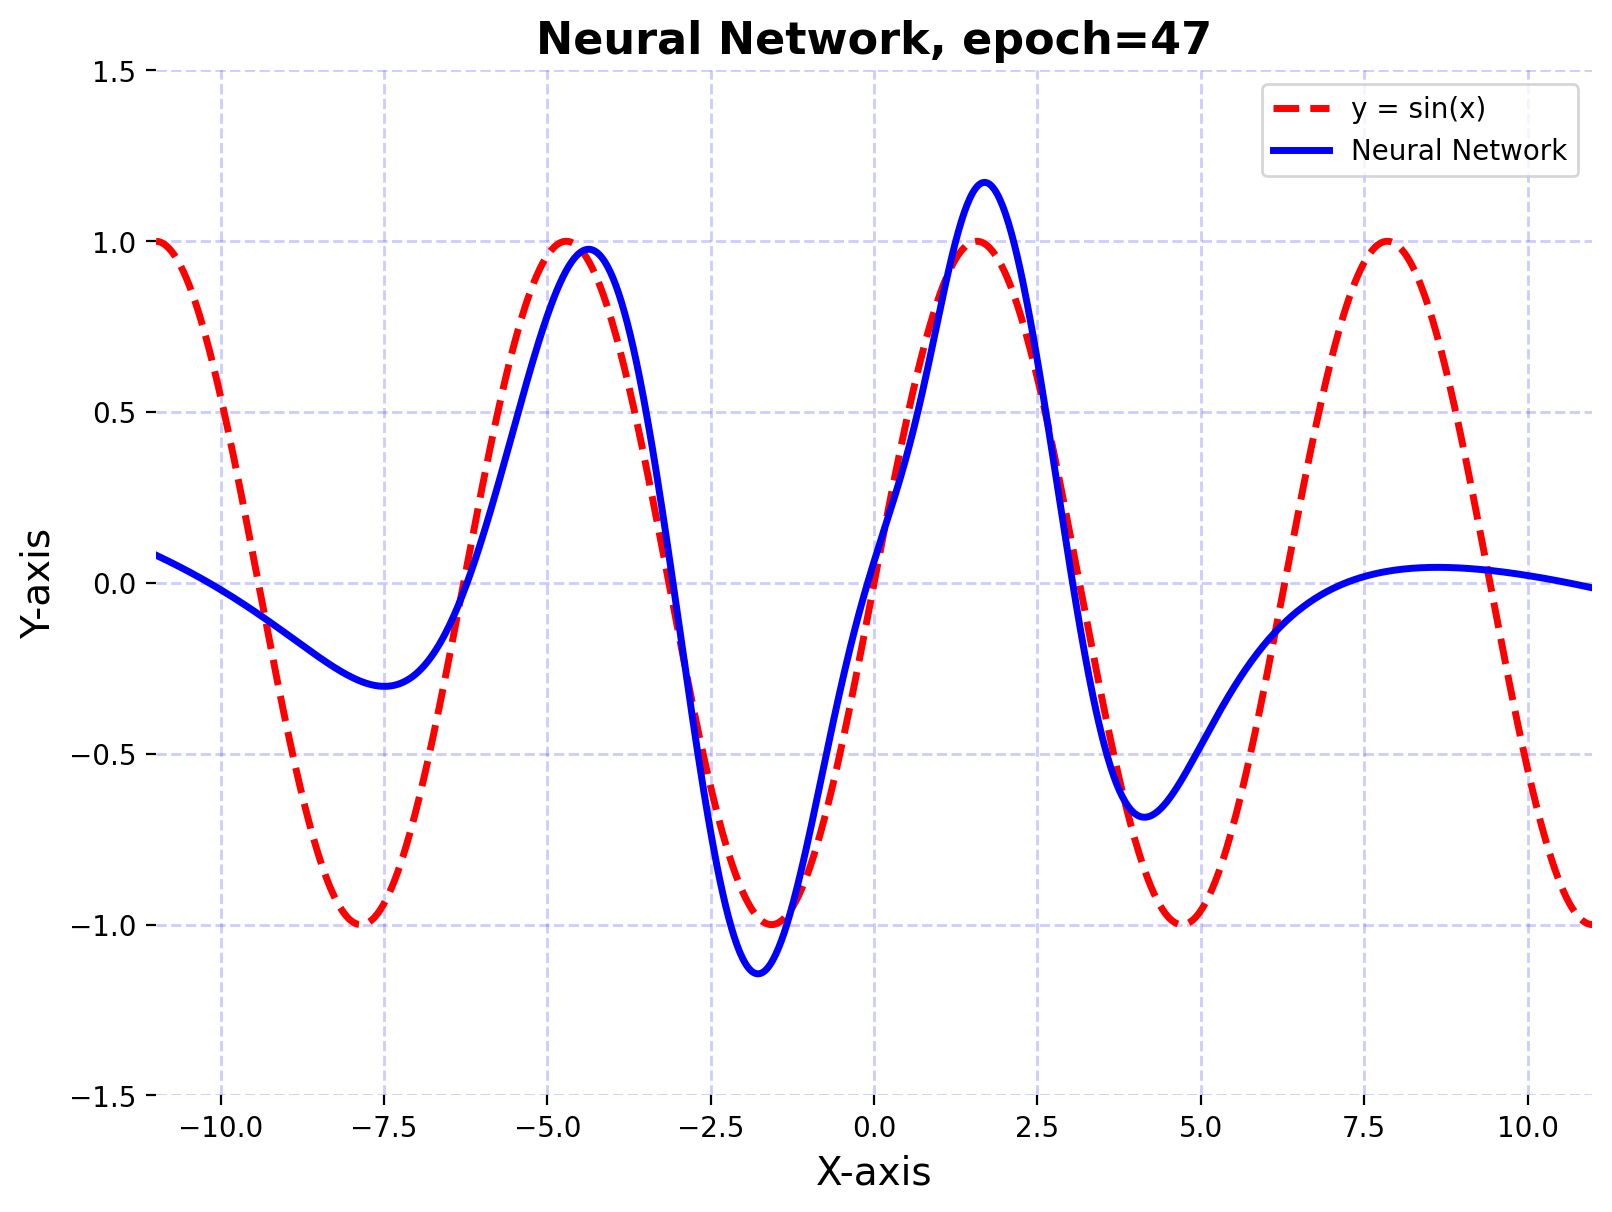 Neural Network, epoch=47
1.5
1.0
0.5
0.0
−0.5
−1.0
−1.5
Y-axis
y = sin(x)
Neural Network
−10.0 −7.5 −5.0 −2.5 0.0 2.5 5.0 7.5 10.0
X-axis